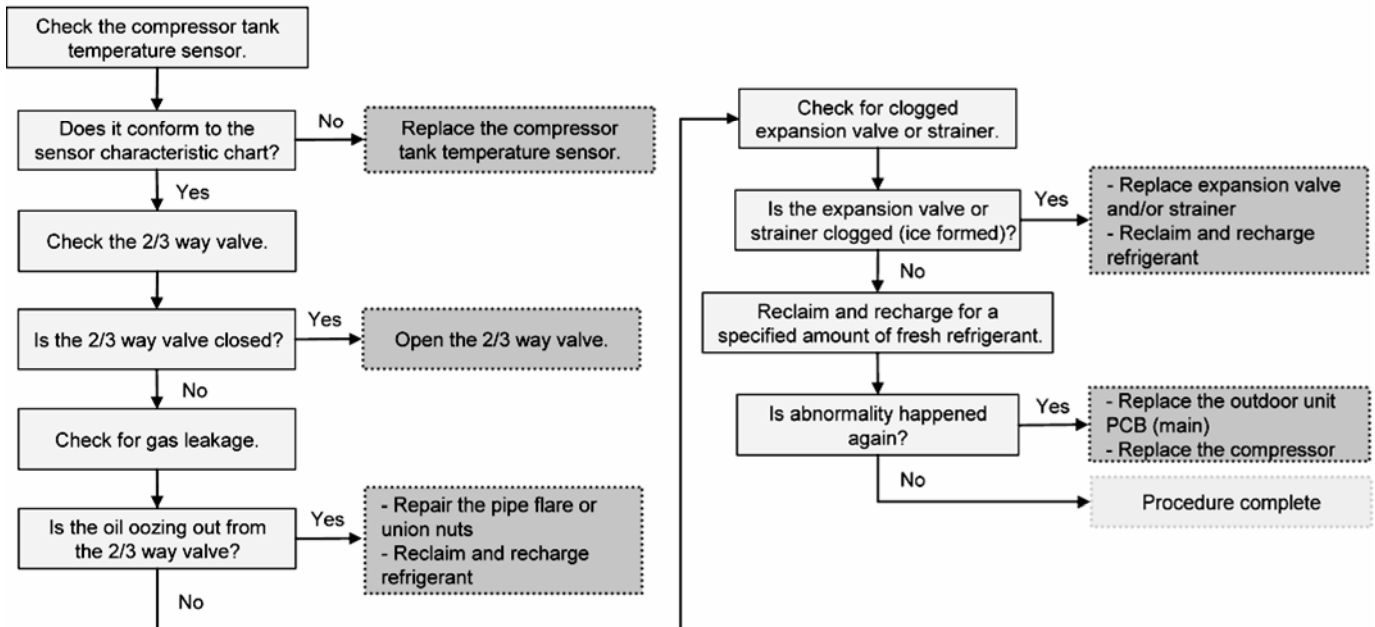 Check the compressor tank
temperature sensor.
Does it conform to the
sensor characteristic chart?
No
Replace the compressor
tank temperature sensor.
Yes
Check the 2/3 way valve.
Is the 2/3 way valve closed?
Yes
Open the 2/3 way valve.
No
Check for gas leakage.
Is the oil oozing out from
the 2/3 way valve?
Yes
- Repair the pipe flare or
union nuts
- Reclaim and recharge
refrigerant
No
Check for clogged
expansion valve or strainer.
Is the expansion valve or
strainer clogged (ice formed)?
Yes
- Replace expansion valve
and/or strainer
- Reclaim and recharge
refrigerant
No
Reclaim and recharge for a
specified amount of fresh refrigerant.
Is abnormality happened
again?
Yes
- Replace the outdoor unit
PCB (main)
- Replace the compressor
No
Procedure complete